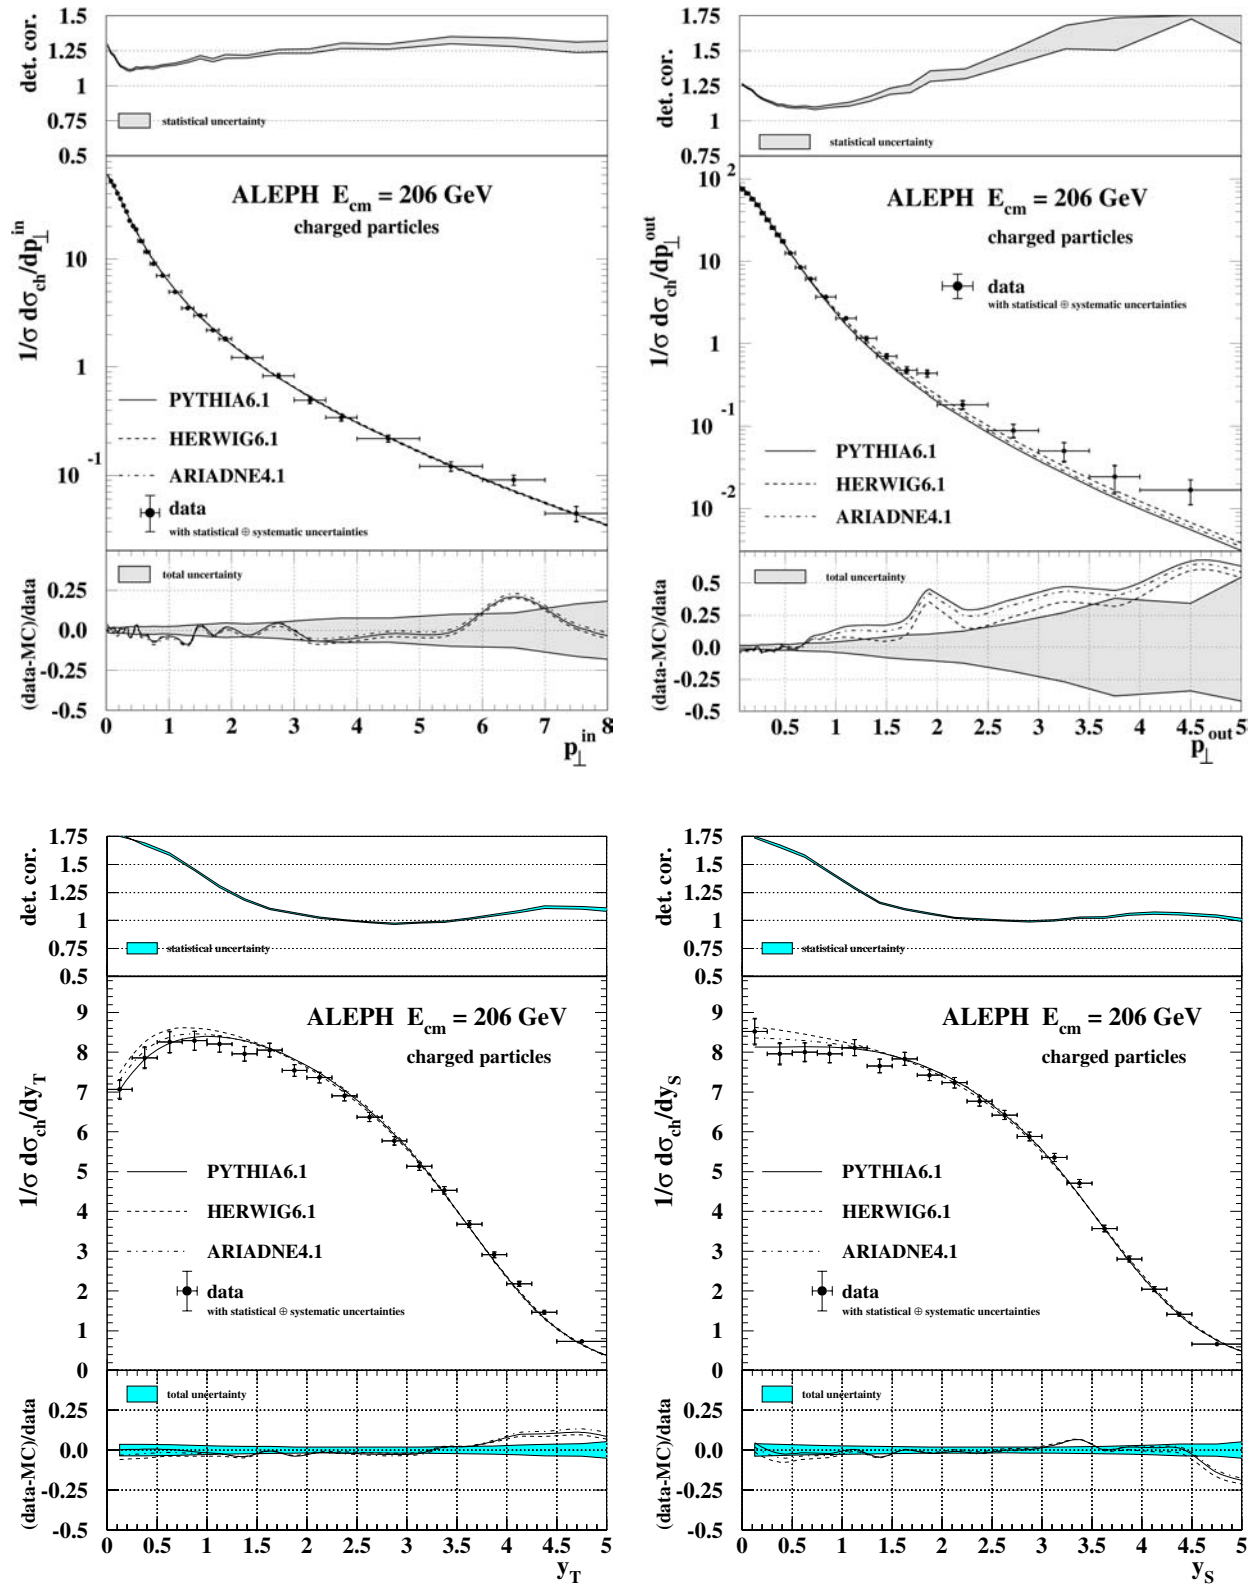 det. cor.
1.5
1.25
1
0.75
0.5
statistical uncertainty
1/σ dσ_ch/dp_⊥^in
ALEPH E_cm = 206 GeV
charged particles
10
1
10^-1
PYTHIA6.1
HERWIG6.1
ARIADNE4.1
data
with statistical ⊕ systematic uncertainties
(data-MC)/data
0.25
0.0
-0.25
-0.5
total uncertainty
0 1 2 3 4 5 6 7 8
p_⊥^in
det. cor.
1.75
1.5
1.25
1
0.75
statistical uncertainty
1/σ dσ_ch/dp_⊥^out
10^2
10
1
10^-1
10^-2
ALEPH E_cm = 206 GeV
charged particles
data
with statistical ⊕ systematic uncertainties
PYTHIA6.1
HERWIG6.1
ARIADNE4.1
(data-MC)/data
0.5
0.25
0.0
-0.25
-0.5
total uncertainty
0.5 1 1.5 2 2.5 3 3.5 4 4.5 5
p_⊥^out
det. cor.
1.75
1.5
1.25
1
0.75
0.5
statistical uncertainty
1/σ dσ_ch/dy_T
9
8
7
6
5
4
3
2
1
0
ALEPH E_cm = 206 GeV
charged particles
PYTHIA6.1
HERWIG6.1
ARIADNE4.1
data
with statistical ⊕ systematic uncertainties
(data-MC)/data
0.25
0.0
-0.25
-0.5
total uncertainty
0 0.5 1 1.5 2 2.5 3 3.5 4 4.5 5
y_T
det. cor.
1.75
1.5
1.25
1
0.75
0.5
statistical uncertainty
1/σ dσ_ch/dy_S
9
8
7
6
5
4
3
2
1
0
ALEPH E_cm = 206 GeV
charged particles
PYTHIA6.1
HERWIG6.1
ARIADNE4.1
data
with statistical ⊕ systematic uncertainties
(data-MC)/data
0.25
0.0
-0.25
-0.5
total uncertainty
0 0.5 1 1.5 2 2.5 3 3.5 4 4.5 5
y_S